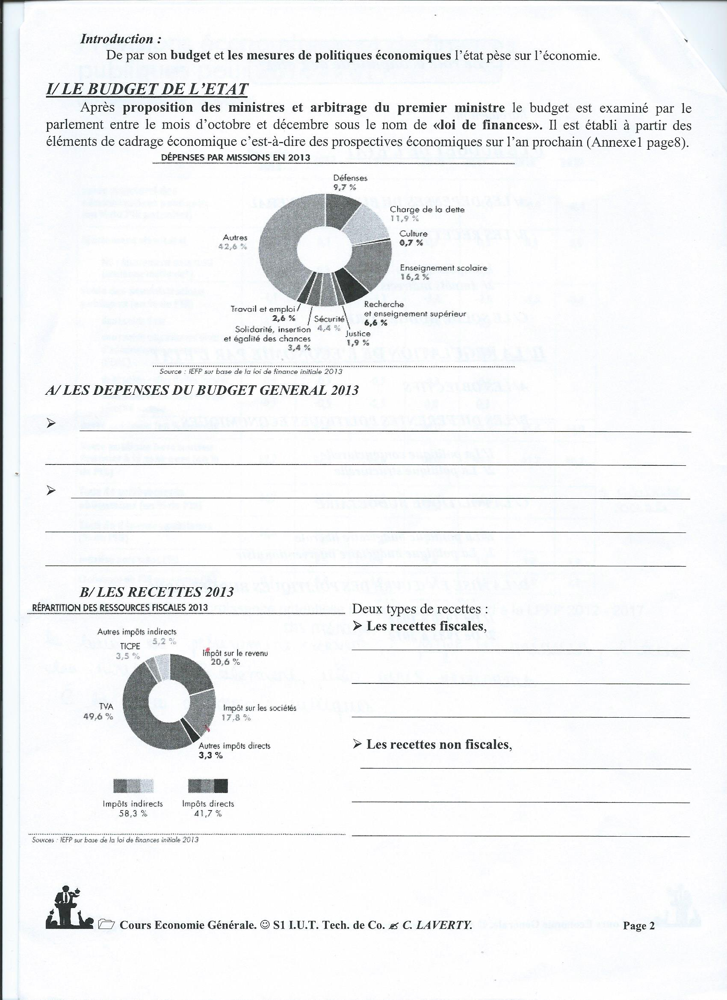 Introduction :
De par son budget et les mesures de politiques économiques l'état pèse sur l'économie.
I/ LE BUDGET DE L'ETAT
Après proposition des ministres et arbitrage du premier ministre le budget est examiné par le
parlement entre le mois d'octobre et décembre sous le nom de «loi de finances». Il est établi à partir des
éléments de cadrage économique c'est-à-dire des prospectives économiques sur l'an prochain (Annexe1 page8).
DÉPENSES PAR MISSIONS EN 2013
Défenses
9,7 %
Charge de la dette
11,9 %
Culture
0,7 %
Autres
42,6 %
Enseignement scolaire
16,2 %
Recherche
et enseignement supérieur
6,6 %
Travail et emploi
2,6 %
Sécurité
4,4 %
Solidarité, insertion
et égalité des chances
3,4 %
Justice
1,9 %
Source : IEFP sur base de la loi de finance initiale 2013
A/ LES DEPENSES DU BUDGET GENERAL 2013
B/ LES RECETTES 2013
RÉPARTITION DES RESSOURCES FISCALES 2013
Autres impôts indirects
5,2 %
TICPE
3,5 %
Impôt sur le revenu
20,6 %
TVA
49,6 %
Impôt sur les sociétés
17,8 %
Autres impôts directs
3,3 %
Impôts indirects
58,3 %
Impôts directs
41,7 %
Sources : IEFP sur base de la loi de finances initiale 2013
Deux types de recettes :
➢ Les recettes fiscales,
➢ Les recettes non fiscales,
Cours Economie Générale. ☺ S1 I.U.T. Tech. de Co. C. LAVERTY.
Page 2